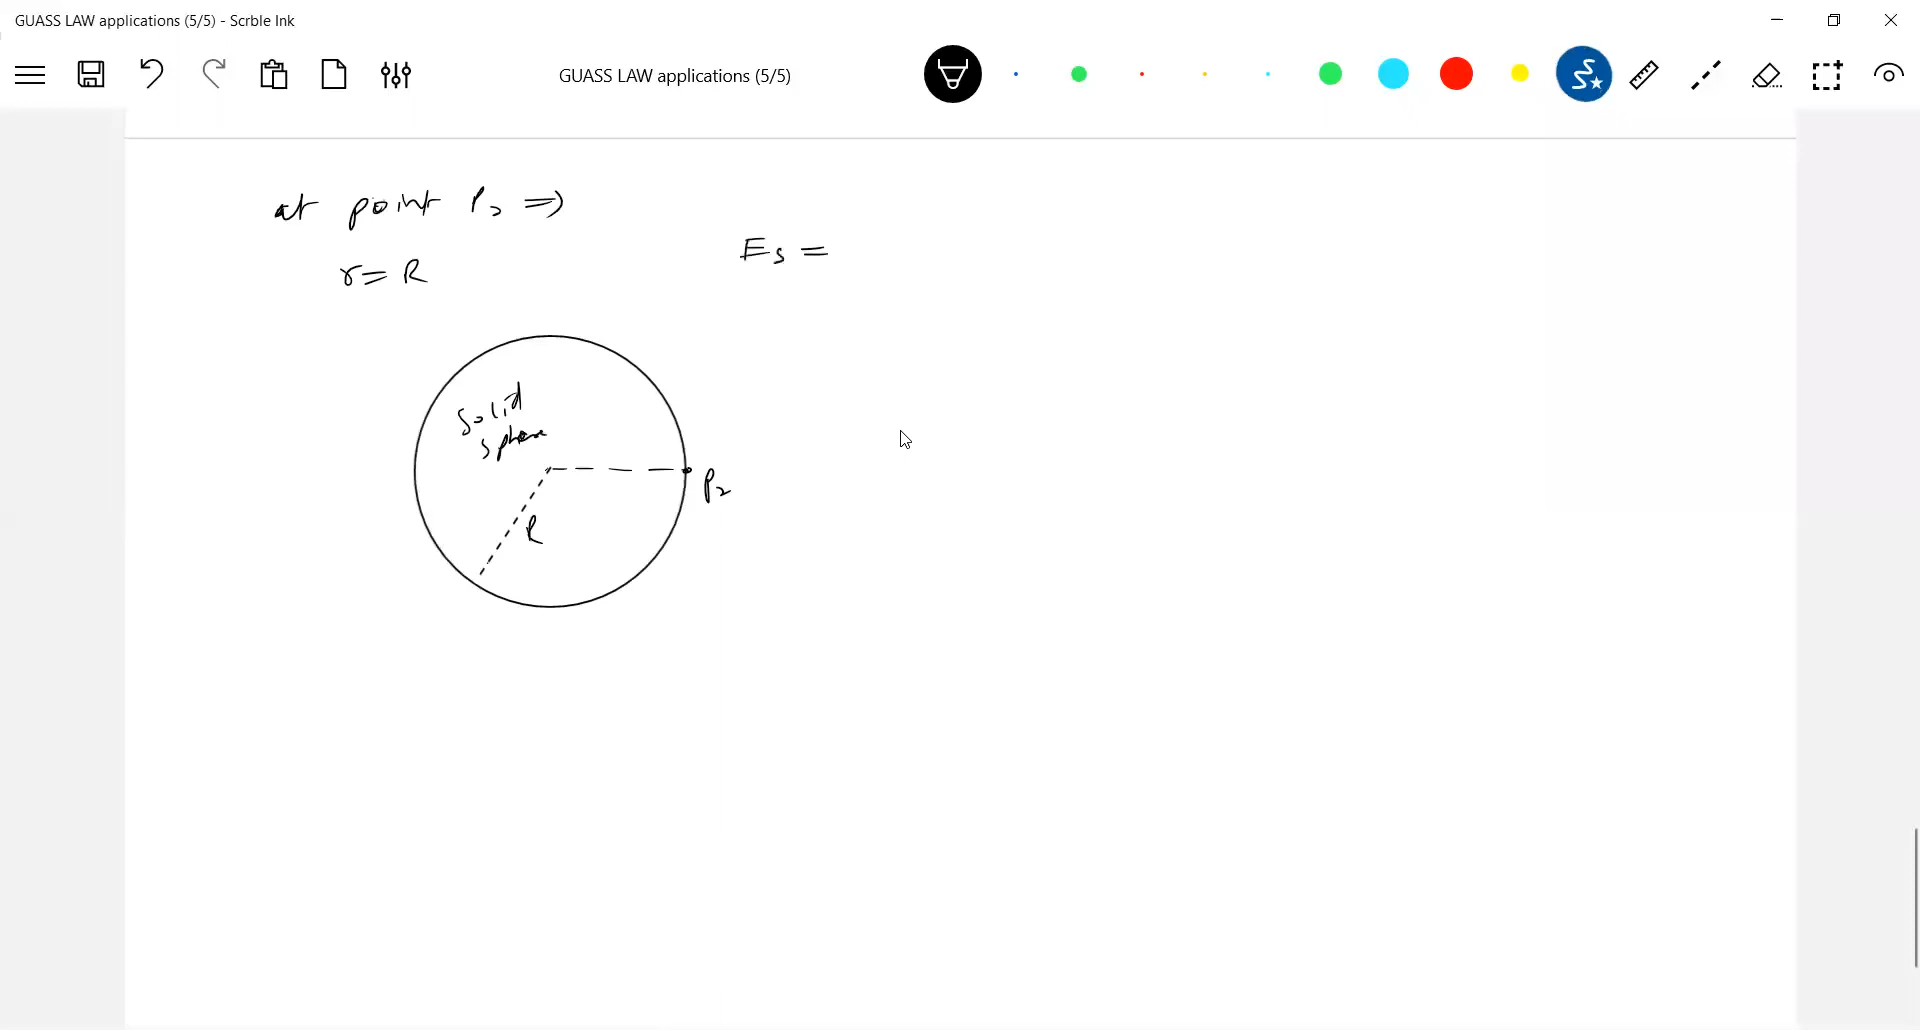 GUASS LAW applications (5/5) - Scrble Ink
GUASS LAW applications (5/5)
at point P2 =>
Es =
r = R
Solid
sphere
P2
R